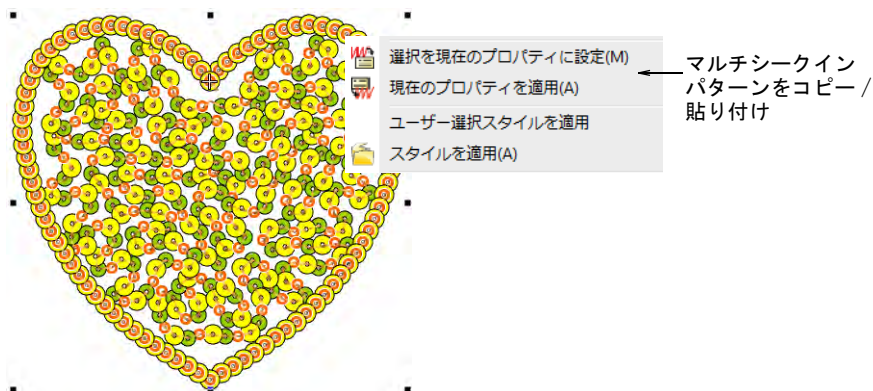 選択を現在のプロパティに設定(M)
現在のプロパティを適用(A)
ユーザー選択スタイルを適用
スタイルを適用(A)
マルチシークイン
パターンをコピー /
貼り付け